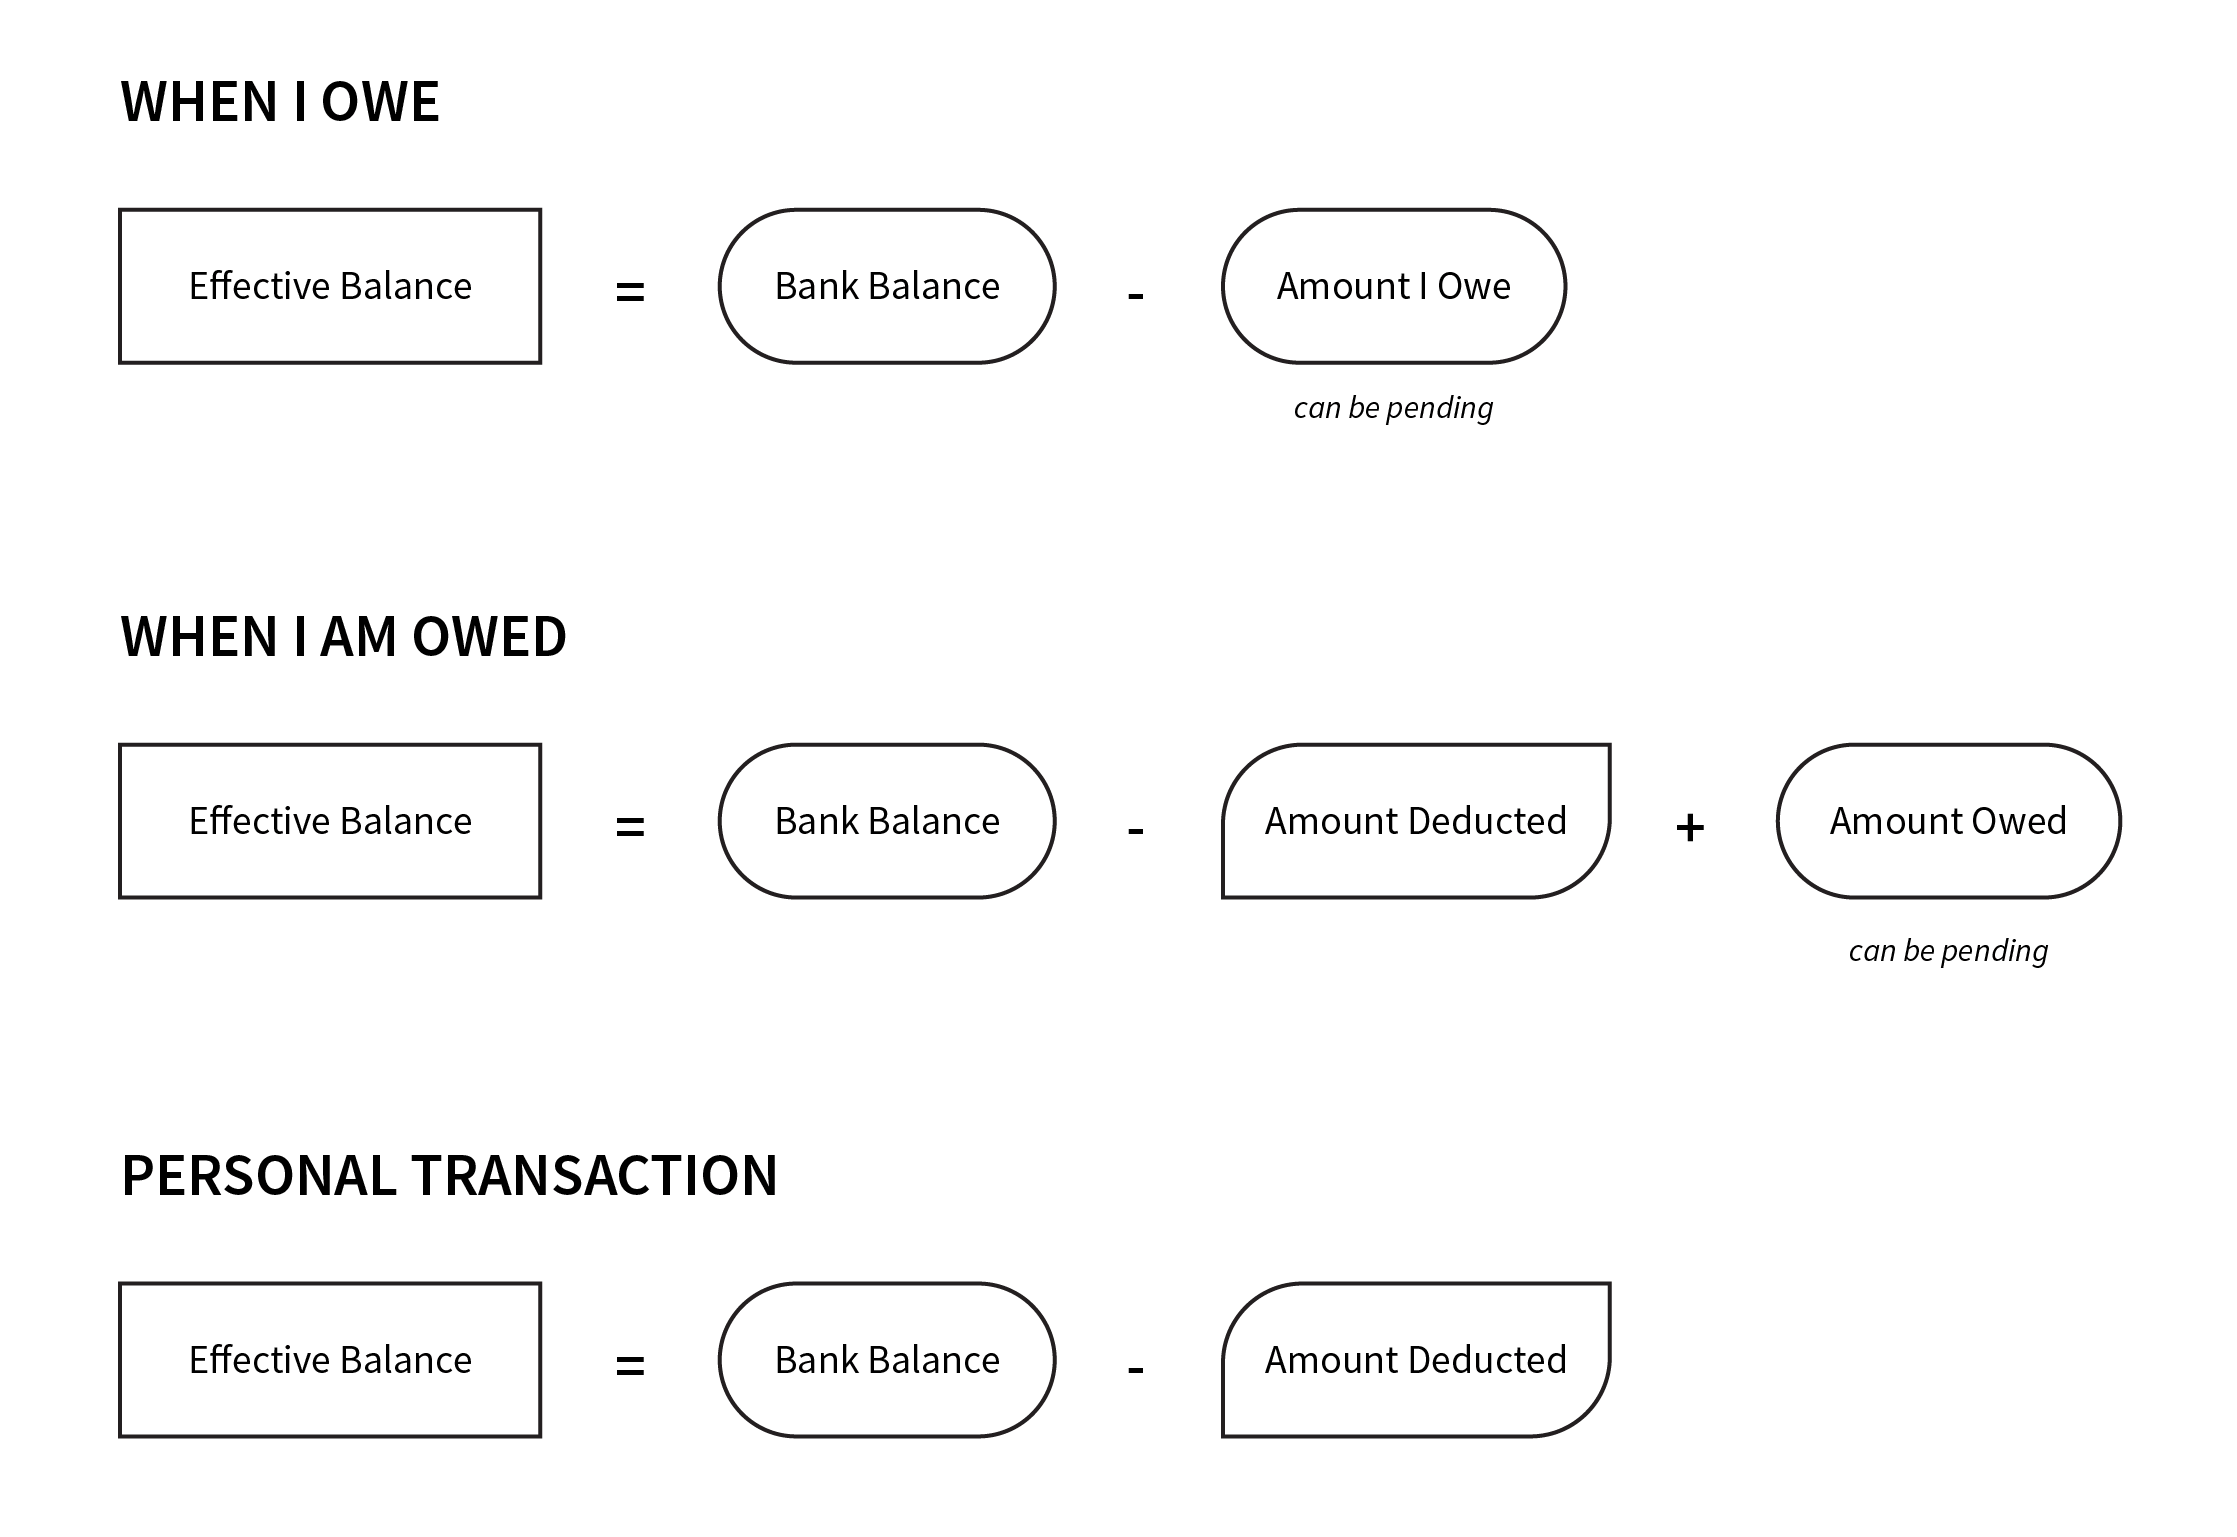 WHEN I OWE
Effective Balance = Bank Balance - Amount I Owe
can be pending
WHEN I AM OWED
Effective Balance = Bank Balance - Amount Deducted + Amount Owed
can be pending
PERSONAL TRANSACTION
Effective Balance = Bank Balance - Amount Deducted